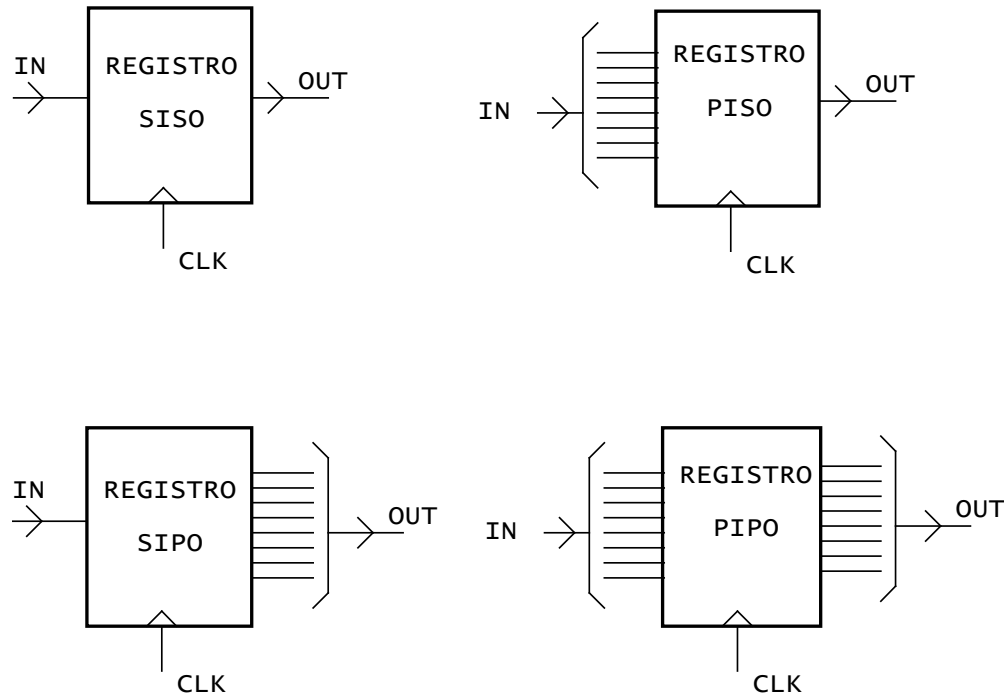 IN
REGISTRO
SISO
OUT
CLK
IN
REGISTRO
PISO
OUT
CLK
IN
REGISTRO
SIPO
OUT
CLK
IN
REGISTRO
PIPO
OUT
CLK